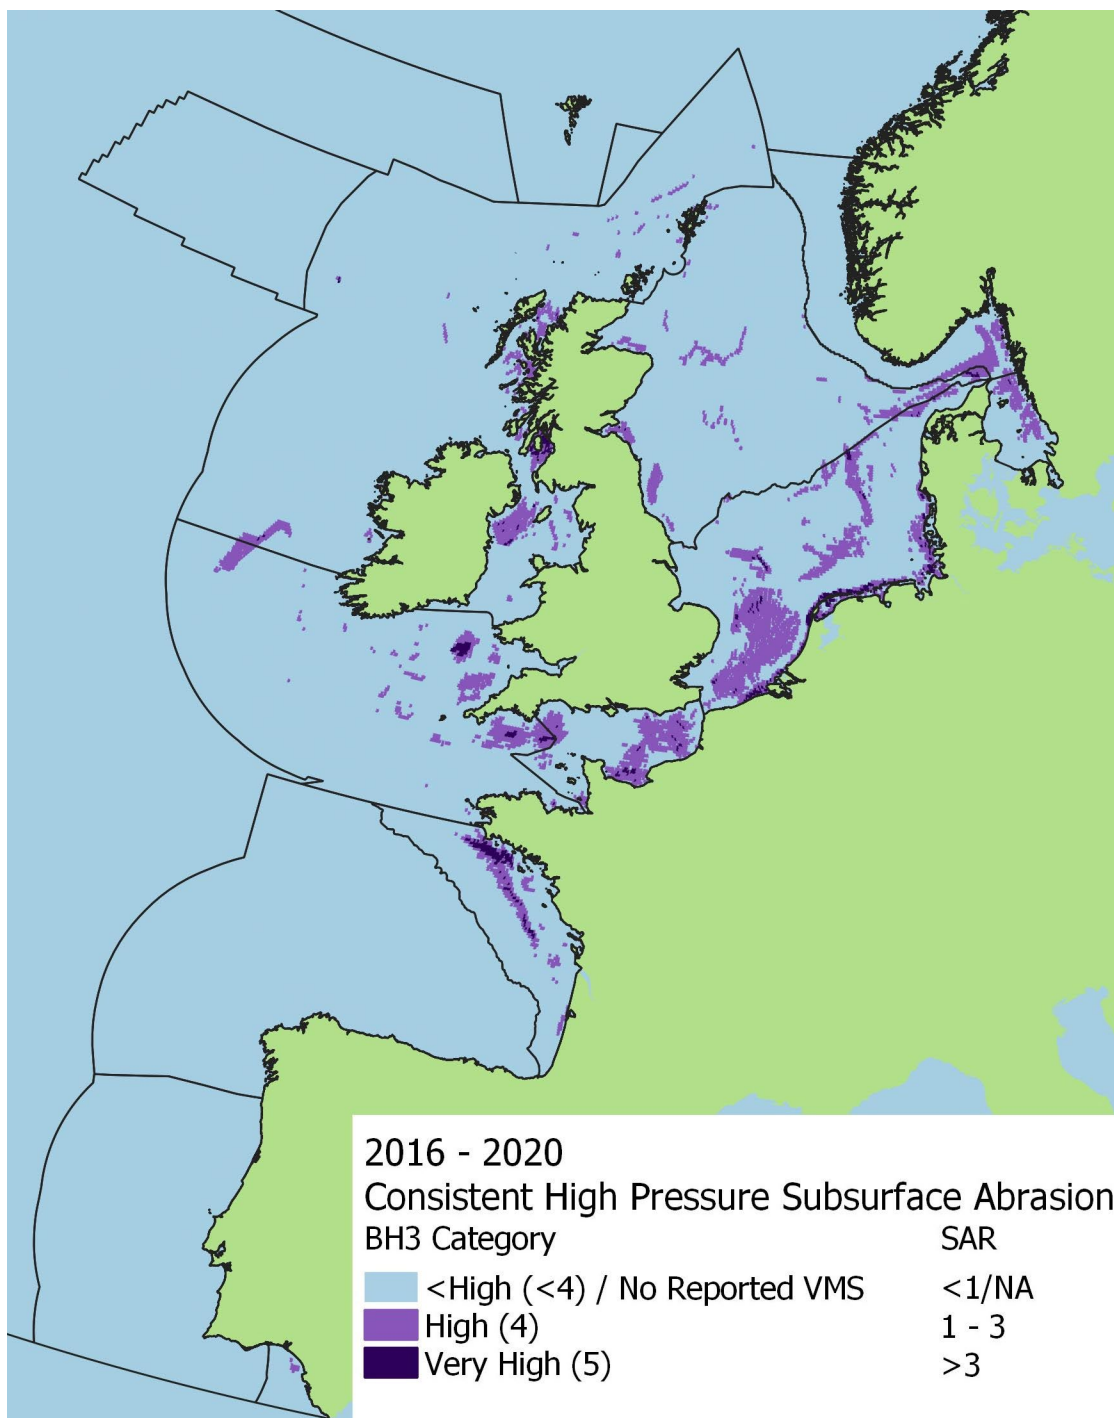 2016 - 2020
Consistent High Pressure Subsurface Abrasion
BH3 Category SAR
<High (<4) / No Reported VMS <1/NA
High (4) 1 - 3
Very High (5) >3